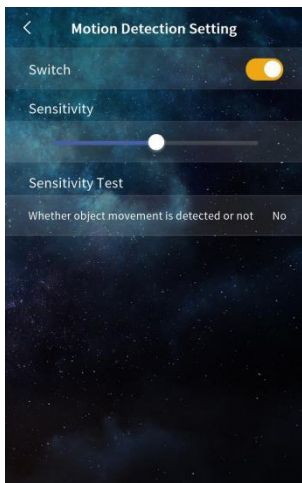 Motion Detection Setting
Switch
Sensitivity
Sensitivity Test
Whether object movement is detected or not No